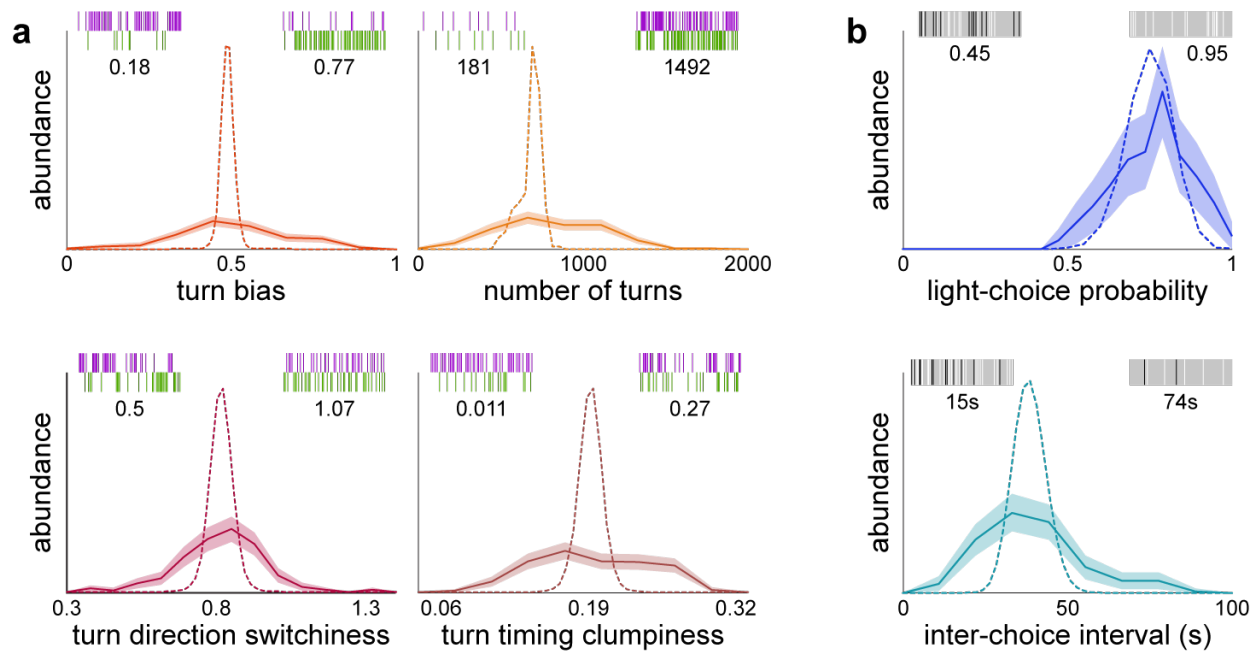 a
0.18 0.77
abundance
0 0.5 1
turn bias
181 1492
0 1000 2000
number of turns
b
0.45 0.95
abundance
0 0.5 1
light-choice probability
0.5 1.07
abundance
0.3 0.8 1.3
turn direction switchiness
0.011 0.27
0.06 0.19 0.32
turn timing clumpiness
15s 74s
abundance
0 50 100
inter-choice interval (s)